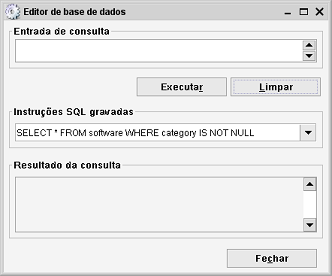 Editor de base de dados
Entrada de consulta
Executar Limpar
Instruções SQL gravadas
SELECT * FROM software WHERE category IS NOT NULL
Resultado da consulta
Fechar